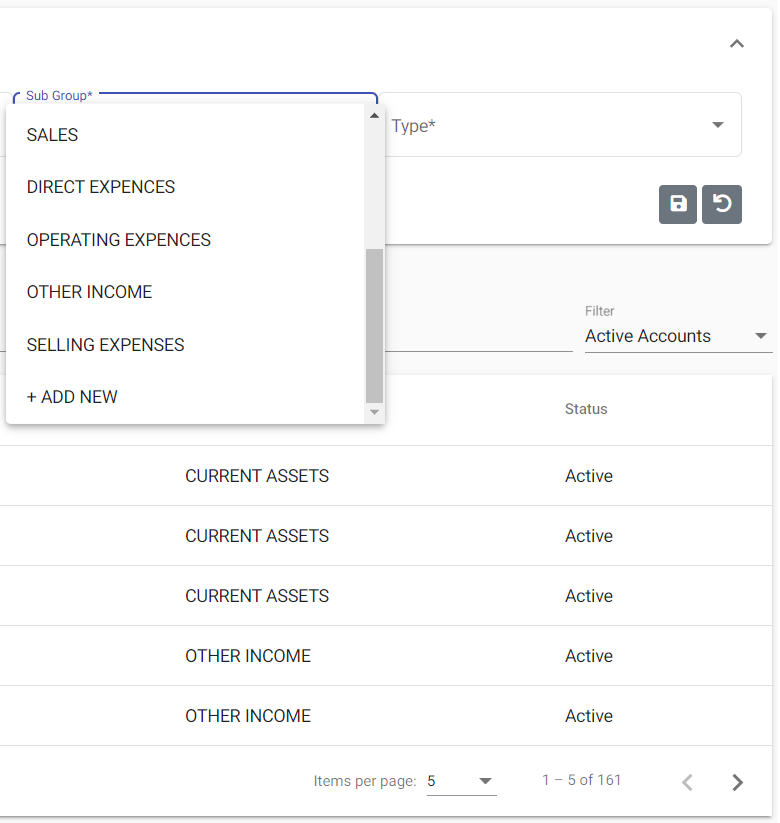 Sub Group*
Type*
SALES
DIRECT EXPENCES
OPERATING EXPENCES
OTHER INCOME
SELLING EXPENSES
+ ADD NEW
Filter
Active Accounts
Status
CURRENT ASSETS Active
CURRENT ASSETS Active
CURRENT ASSETS Active
OTHER INCOME Active
OTHER INCOME Active
Items per page: 5 1 – 5 of 161